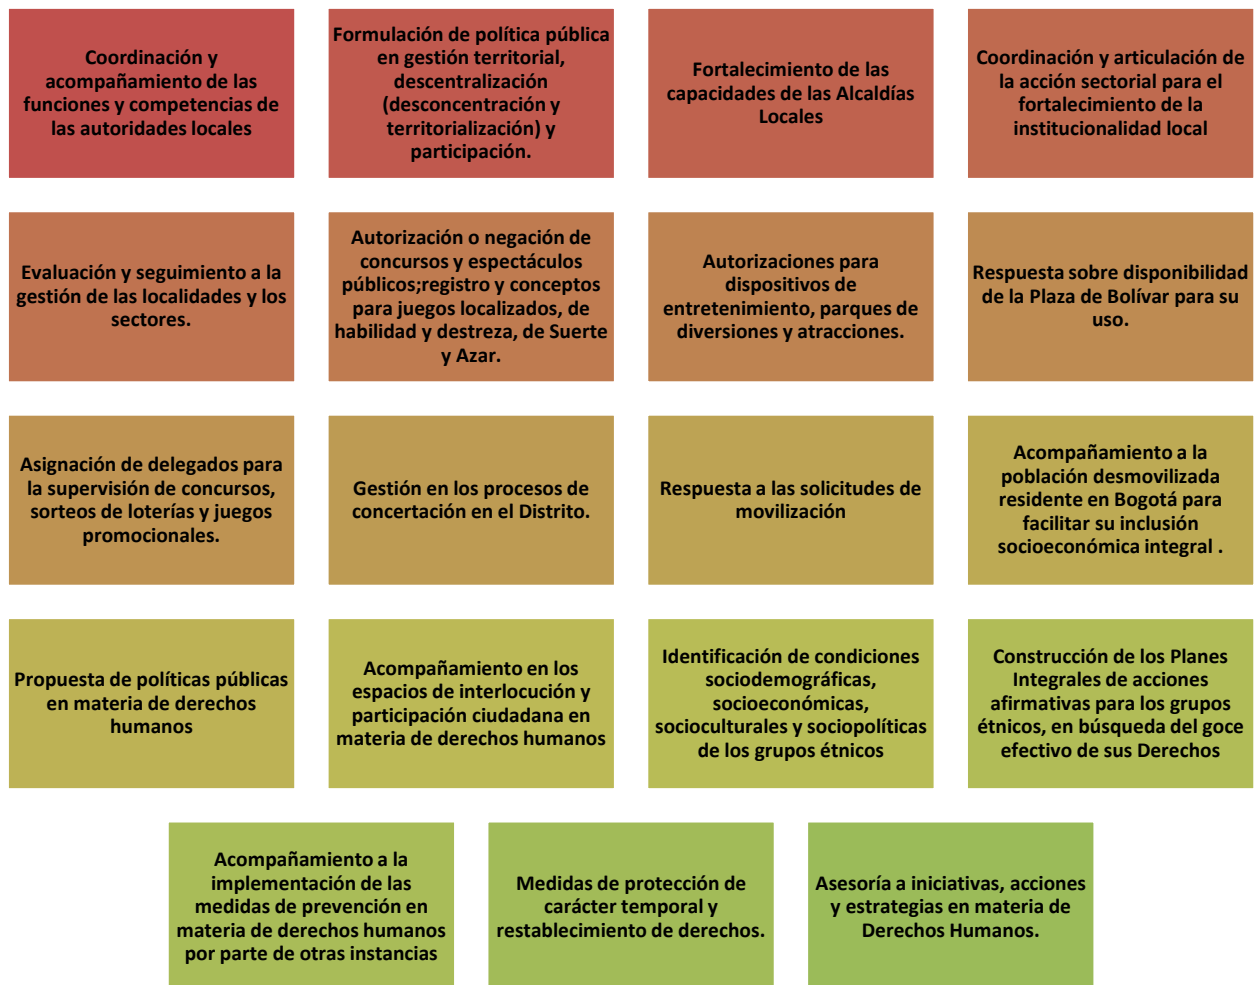 Coordinación y
acompañamiento de las
funciones y competencias de
las autoridades locales
Formulación de política pública
en gestión territorial,
descentralización
(desconcentración y
territorialización) y
participación.
Fortalecimiento de las
capacidades de las Alcaldías
Locales
Coordinación y articulación de
la acción sectorial para el
fortalecimiento de la
institucionalidad local
Evaluación y seguimiento a la
gestión de las localidades y los
sectores.
Autorización o negación de
concursos y espectáculos
públicos;registro y conceptos
para juegos localizados, de
habilidad y destreza, de Suerte
y Azar.
Autorizaciones para
dispositivos de
entretenimiento, parques de
diversiones y atracciones.
Respuesta sobre disponibilidad
de la Plaza de Bolívar para su
uso.
Asignación de delegados para
la supervisión de concursos,
sorteos de loterías y juegos
promocionales.
Gestión en los procesos de
concertación en el Distrito.
Respuesta a las solicitudes de
movilización
Acompañamiento a la
población desmovilizada
residente en Bogotá para
facilitar su inclusión
socioeconómica integral .
Propuesta de políticas públicas
en materia de derechos
humanos
Acompañamiento en los
espacios de interlocución y
participación ciudadana en
materia de derechos humanos
Identificación de condiciones
sociodemográficas,
socioeconómicas,
socioculturales y sociopolíticas
de los grupos étnicos
Construcción de los Planes
Integrales de acciones
afirmativas para los grupos
étnicos, en búsqueda del goce
efectivo de sus Derechos
Acompañamiento a la
implementación de las
medidas de prevención en
materia de derechos humanos
por parte de otras instancias
Medidas de protección de
carácter temporal y
restablecimiento de derechos.
Asesoría a iniciativas, acciones
y estrategias en materia de
Derechos Humanos.